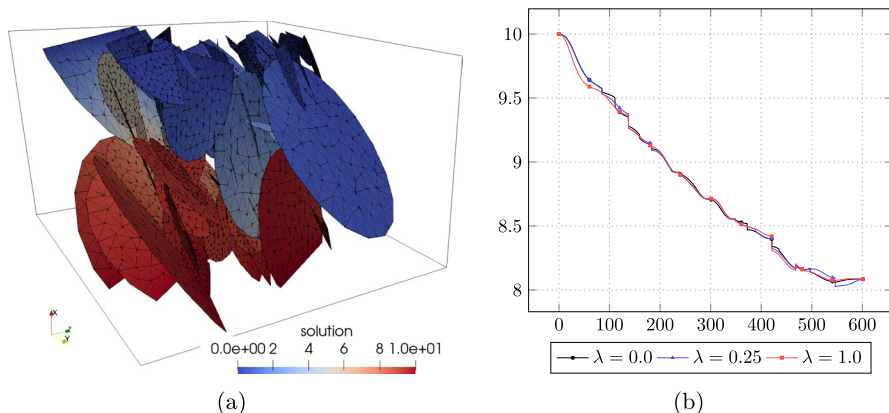 X
Z
Y
solution
0.0e+00 2 4 6 8 1.0e+01
(a)
10
9.5
9
8.5
8
0 100 200 300 400 500 600
λ = 0.0 λ = 0.25 λ = 1.0
(b)